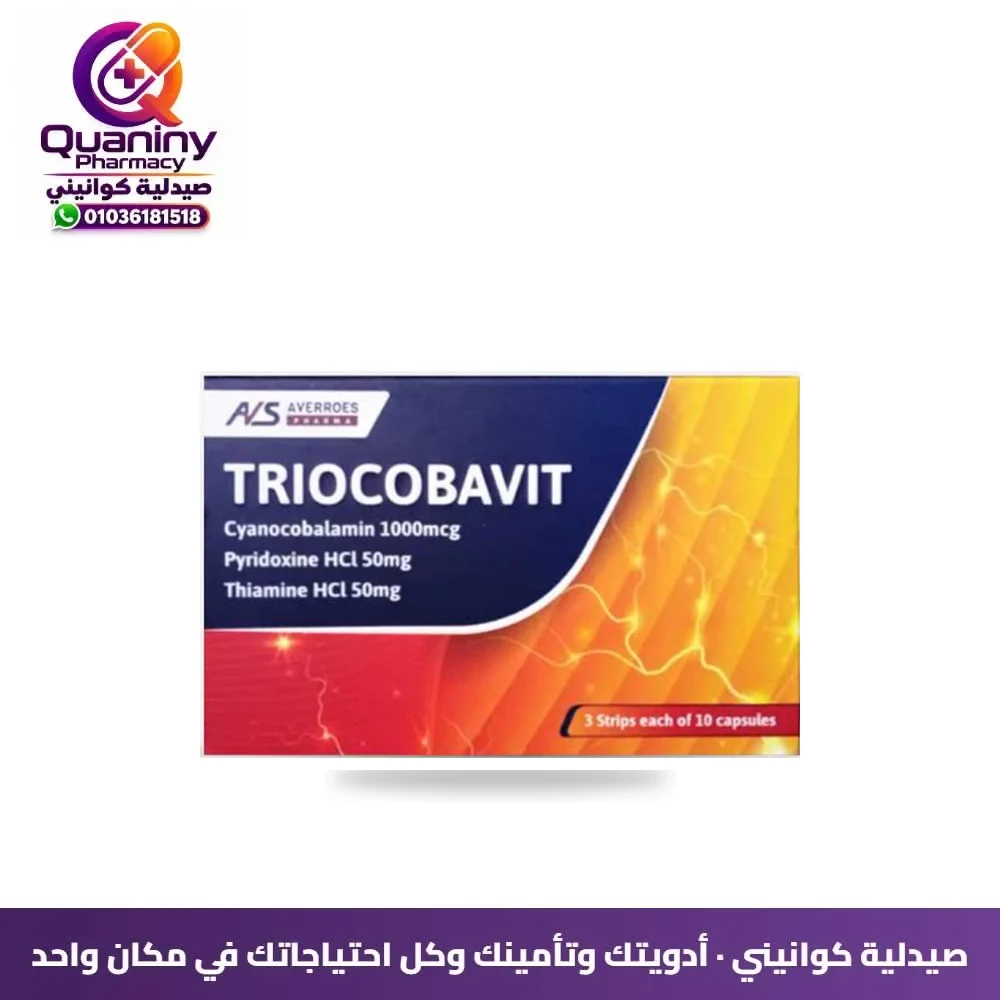 Quaniny
Pharmacy
صيدلية كوانيني
01036181518
AVS AVERROES
PHARMA
TRIOCOBAVIT
Cyanocobalamin 1000mcg
Pyridoxine HCl 50mg
Thiamine HCl 50mg
3 Strips each of 10 capsules
صيدلية كوانيني · أدويتك وتأمينك وكل احتياجاتك في مكان واحد